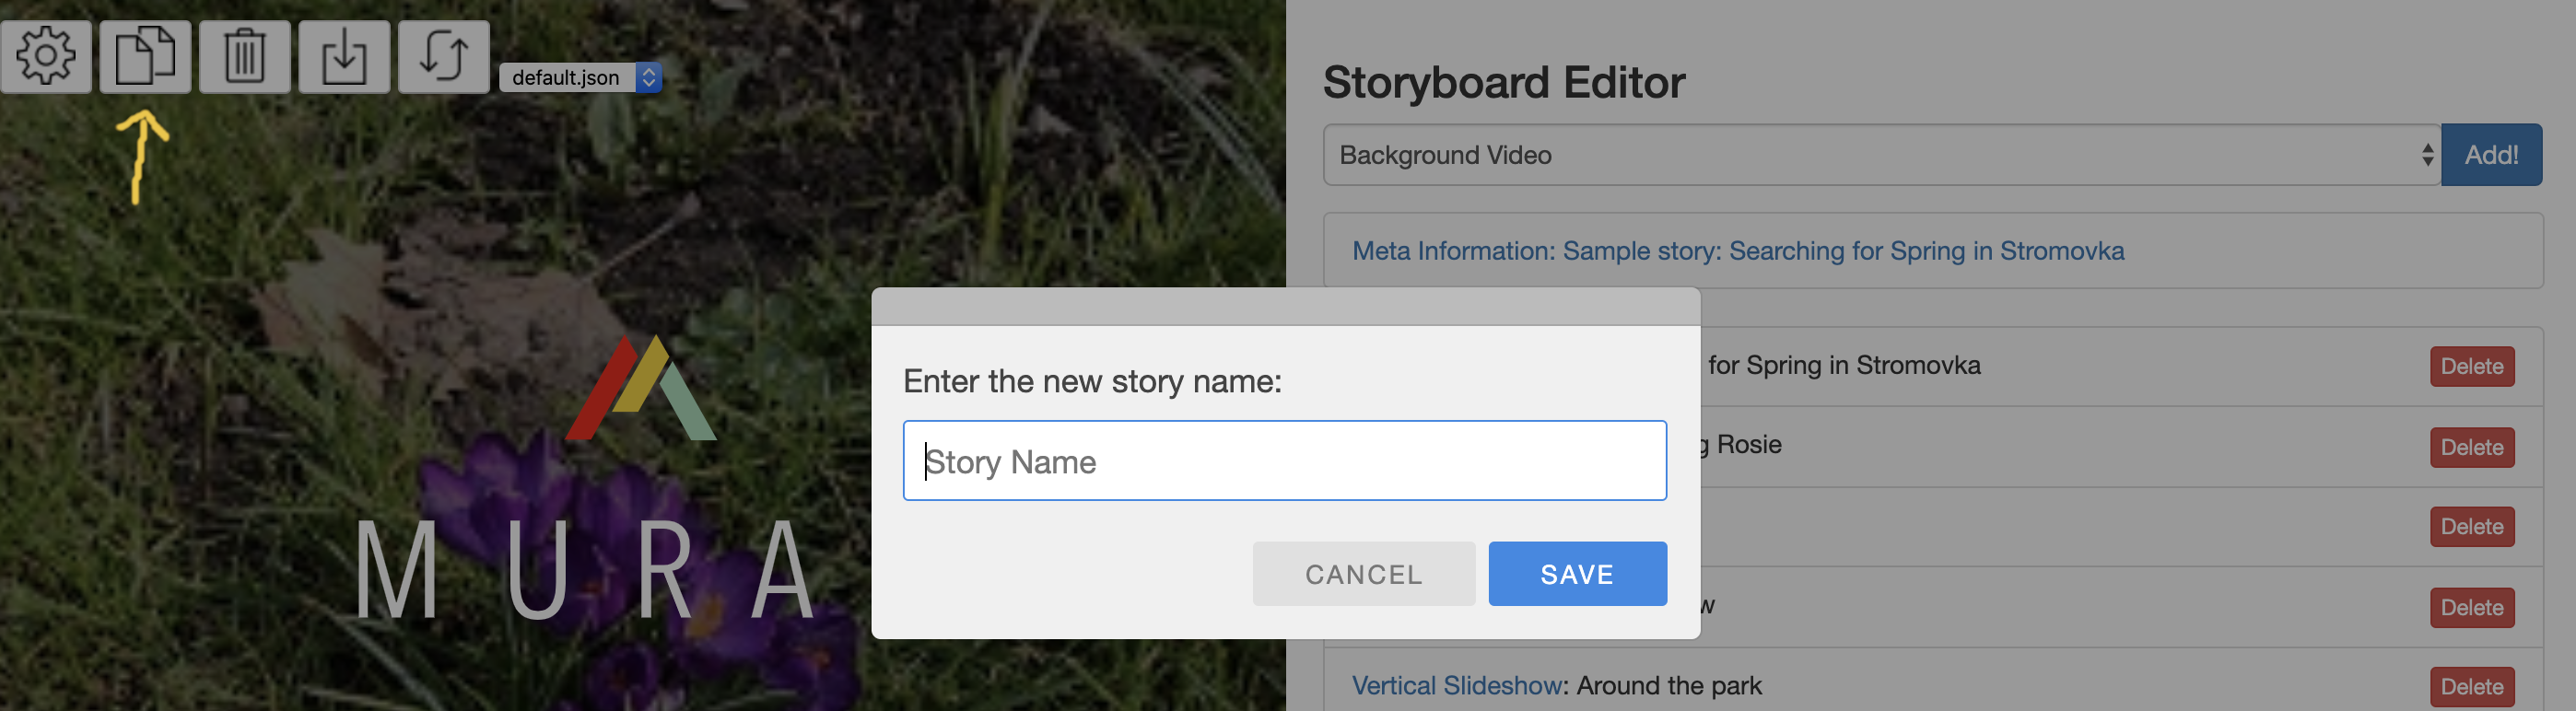 default.json
Storyboard Editor
Background Video
Add!
Meta Information: Sample story: Searching for Spring in Stromovka
for Spring in Stromovka
Delete
Rosie
Delete
Delete
Delete
Vertical Slideshow: Around the park
Delete
Enter the new story name:
Story Name
CANCEL
SAVE
MURA